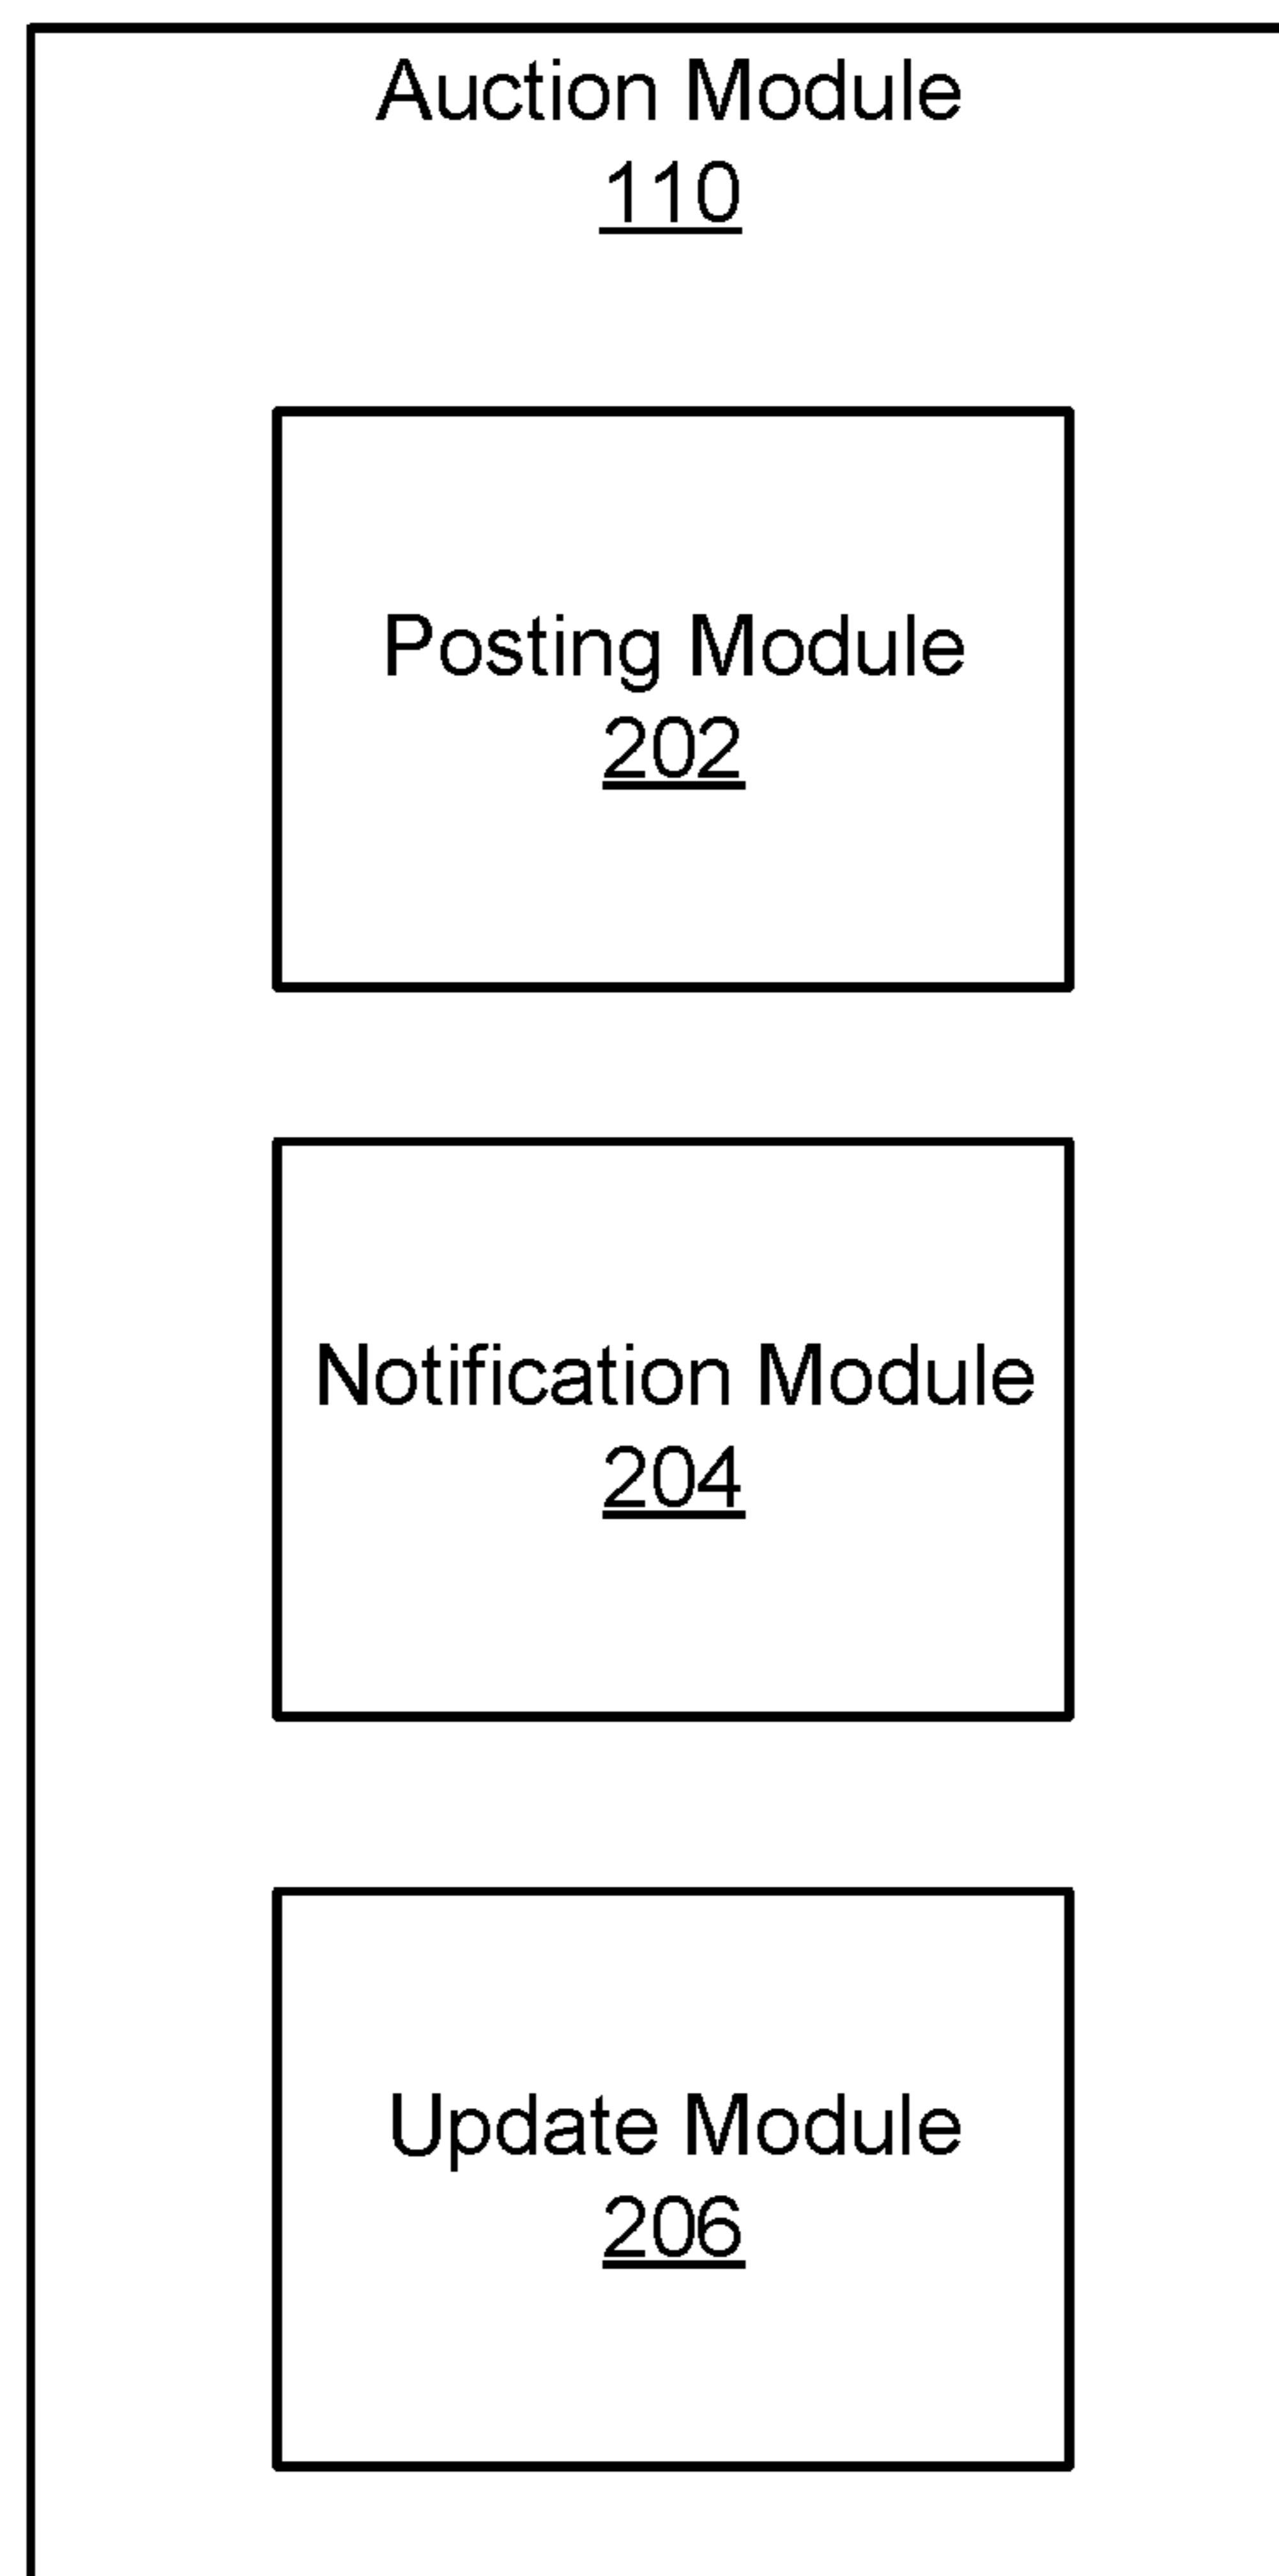 Auction Module
110
Posting Module
202
Notification Module
204
Update Module
206